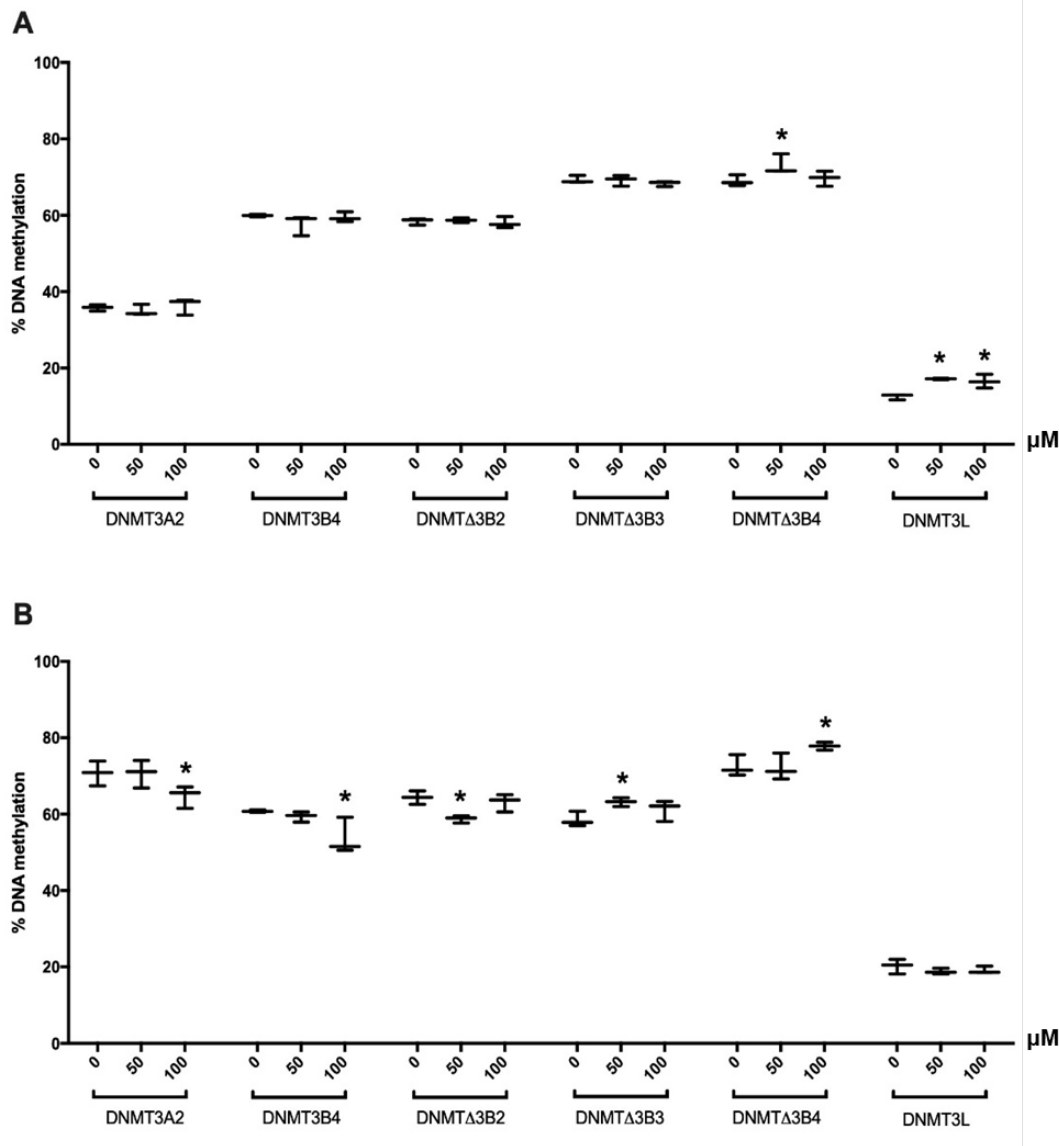 A
100
80
60
40
20
0
% DNA methylation
*
* *
0 50 100 0 50 100 0 50 100 0 50 100 0 50 100 0 50 100
µM
DNMT3A2 DNMT3B4 DNMTΔ3B2 DNMTΔ3B3 DNMTΔ3B4 DNMT3L
B
100
80
60
40
20
0
% DNA methylation
* * * * *
0 50 100 0 50 100 0 50 100 0 50 100 0 50 100 0 50 100
µM
DNMT3A2 DNMT3B4 DNMTΔ3B2 DNMTΔ3B3 DNMTΔ3B4 DNMT3L